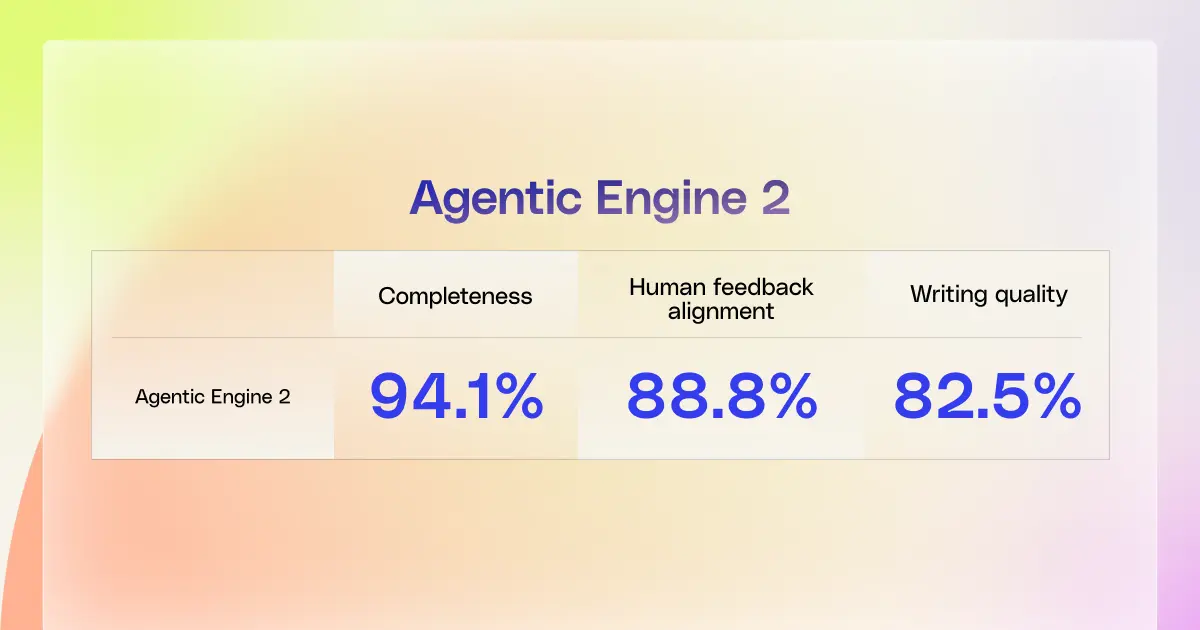 Agentic Engine 2
Completeness
Human feedback
alignment
Writing quality
Agentic Engine 2
94.1%
88.8%
82.5%